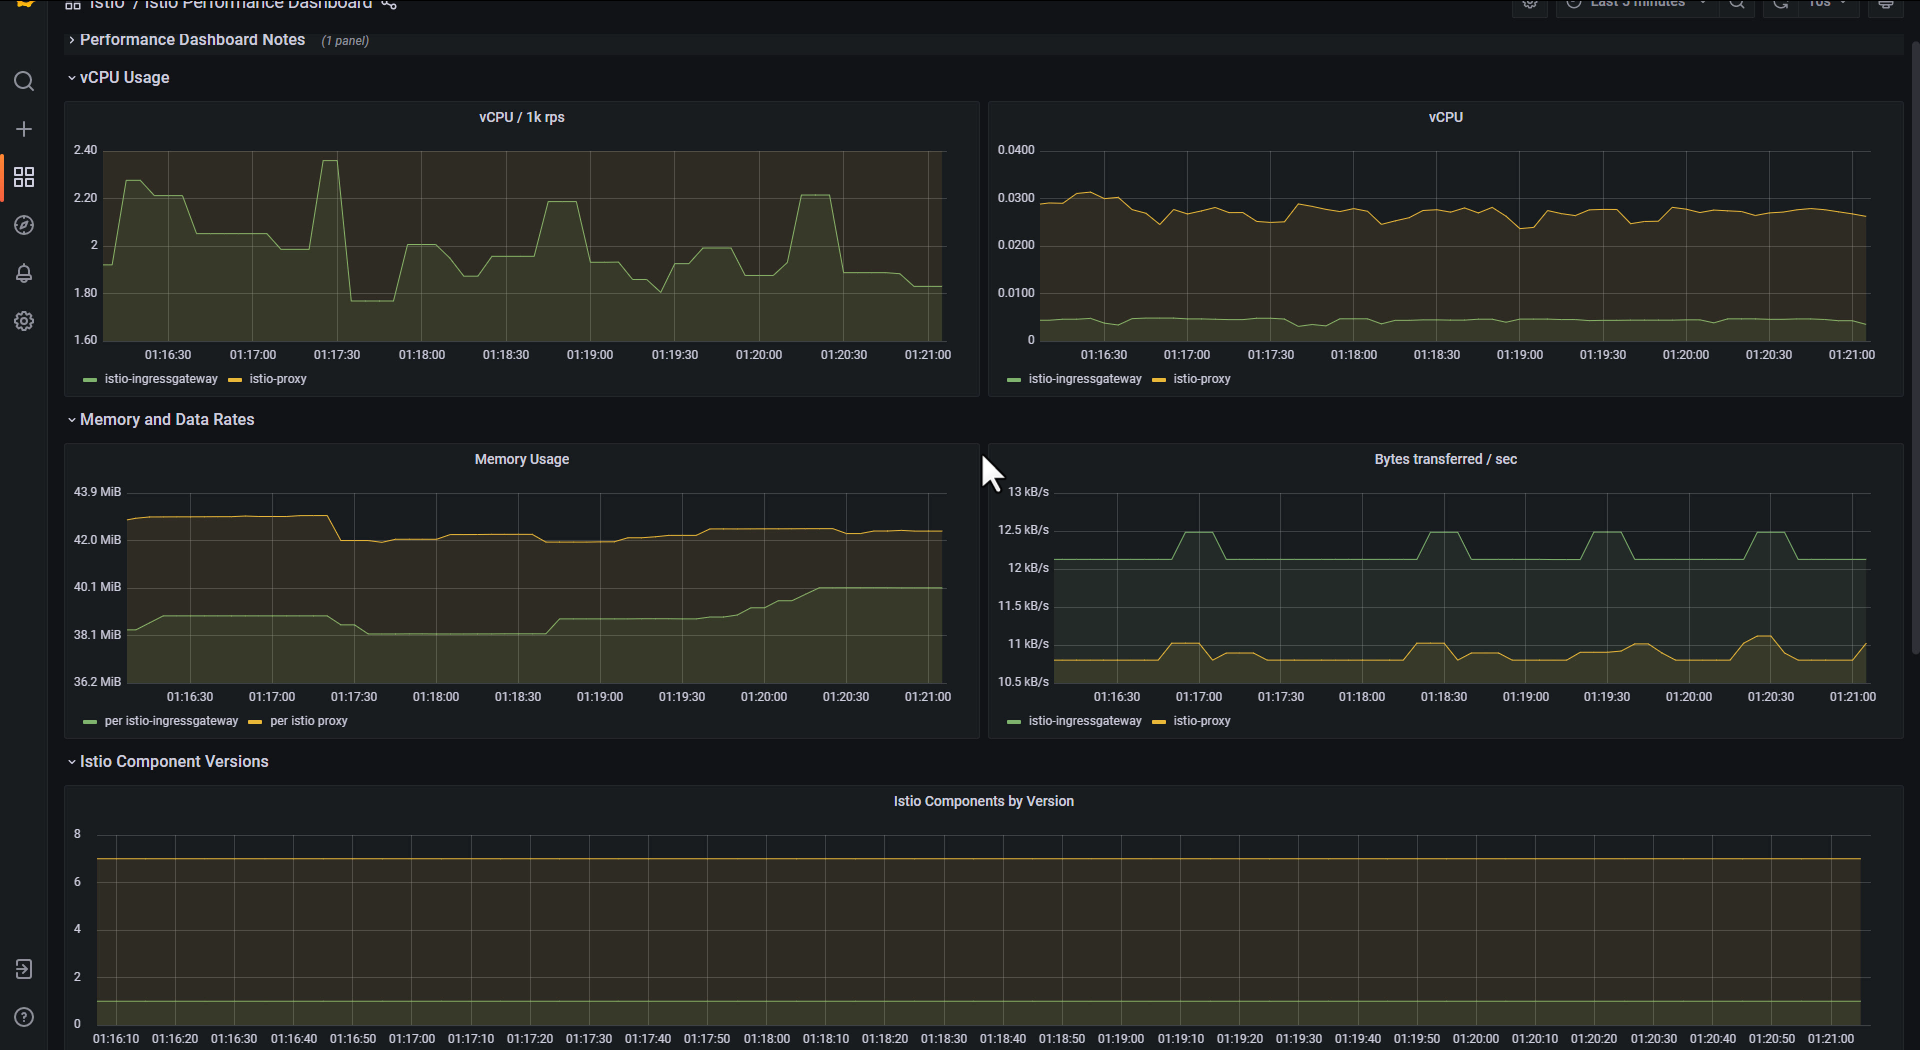 Istio / Istio Performance Dashboard
Last 5 minutes
10s
Performance Dashboard Notes (1 panel)
vCPU Usage
vCPU / 1k rps
2.40
2.20
2
1.80
1.60
01:16:30 01:17:00 01:17:30 01:18:00 01:18:30 01:19:00 01:19:30 01:20:00 01:20:30 01:21:00
istio-ingressgateway istio-proxy
vCPU
0.0400
0.0300
0.0200
0.0100
0
01:16:30 01:17:00 01:17:30 01:18:00 01:18:30 01:19:00 01:19:30 01:20:00 01:20:30 01:21:00
istio-ingressgateway istio-proxy
Memory and Data Rates
Memory Usage
43.9 MiB
42.0 MiB
40.1 MiB
38.1 MiB
36.2 MiB
01:16:30 01:17:00 01:17:30 01:18:00 01:18:30 01:19:00 01:19:30 01:20:00 01:20:30 01:21:00
per istio-ingressgateway per istio proxy
Bytes transferred / sec
13 kB/s
12.5 kB/s
12 kB/s
11.5 kB/s
11 kB/s
10.5 kB/s
01:16:30 01:17:00 01:17:30 01:18:00 01:18:30 01:19:00 01:19:30 01:20:00 01:20:30 01:21:00
istio-ingressgateway istio-proxy
Istio Component Versions
Istio Components by Version
8
6
4
2
0
01:16:10 01:16:20 01:16:30 01:16:40 01:16:50 01:17:00 01:17:10 01:17:20 01:17:30 01:17:40 01:17:50 01:18:00 01:18:10 01:18:20 01:18:30 01:18:40 01:18:50 01:19:00 01:19:10 01:19:20 01:19:30 01:19:40 01:19:50 01:20:00 01:20:10 01:20:20 01:20:30 01:20:40 01:20:50 01:21:00